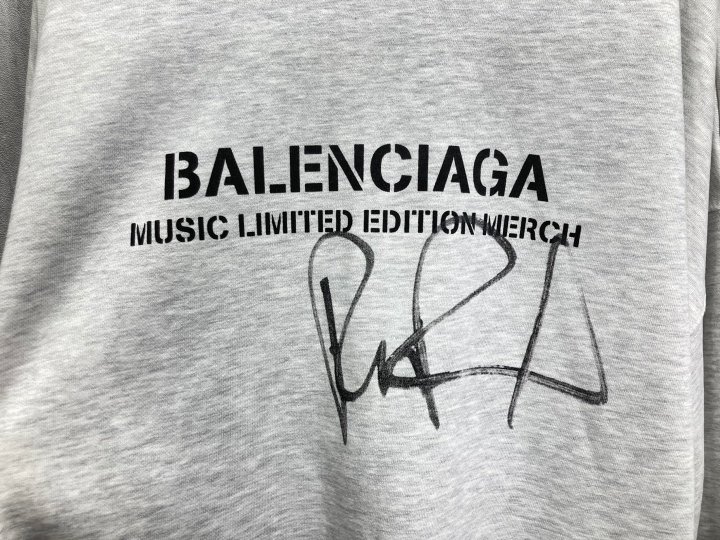 BALENCIAGA
MUSIC LIMITED EDITION MERCH